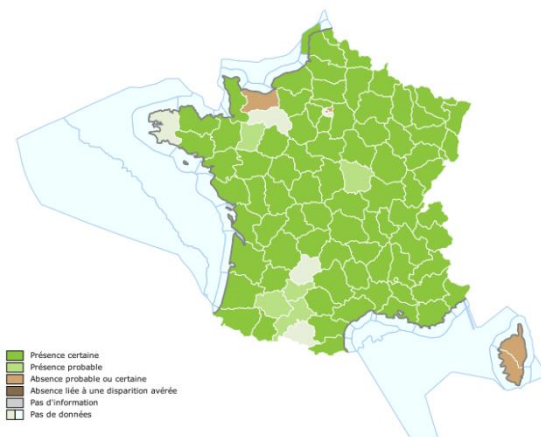 Présence certaine
Présence probable
Absence probable ou certaine
Absence liée à une disparition avérée
Pas d'information
Pas de données